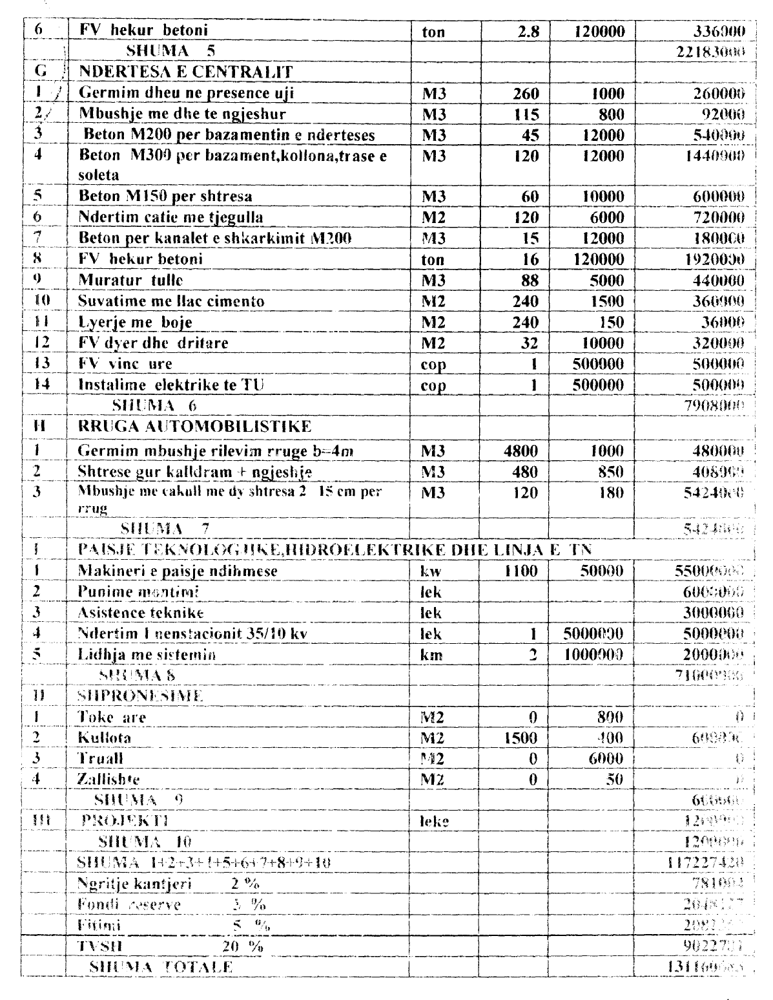 6 FV hekur betoni ton 2.8 120000 336000
SHUMA 5 22183000
G NDERTESA E CENTRALIT
1 Germim dheu ne presence uji M3 260 1000 260000
2 Mbushje me dhe te ngjeshur M3 115 800 92000
3 Beton M200 per bazamentin e nderteses M3 45 12000 540000
4 Beton M300 per bazament,kollona,trase e M3 120 12000 1440000
soleta
5 Beton M150 per shtresa M3 60 10000 600000
6 Ndertim catie me tjegulla M2 120 6000 720000
7 Beton per kanalet e shkarkimit M200 M3 15 12000 180000
8 FV hekur betoni ton 16 120000 1920000
9 Muratur tulle M3 88 5000 440000
10 Suvatime me llac cimento M2 240 1500 360000
11 Lyerje me boje M2 240 150 36000
12 FV dyer dhe dritare M2 32 10000 320000
13 FV vinc ure cop 1 500000 500000
14 Instalime elektrike te TU cop 1 500000 500000
SHUMA 6 7908000
H RRUGA AUTOMOBILISTIKE
1 Germim mbushje rilevim rruge b=4m M3 4800 1000 480000
2 Shtrese gur kalldram + ngjeshje M3 480 850 408000
3 Mbushje me cakull me dy shtresa 2 15 cm per M3 120 180 5424000
rrug
SHUMA 7 5424000
I PAISJE TEKNOLOGJIKE,HIDROELEKTRIKE DHE LINJA E TN
1 Makineri e paisje ndihmese kw 1100 50000 55000000
2 Punime montimi lek 6000000
3 Asistence teknike lek 3000000
4 Ndertim I nenstacionit 35/10 kv lek 1 5000000 5000000
5 Lidhja me sistemin km 2 1000000 2000000
SHUMA 8 71000000
II SHPRONESIME
1 Toke are M2 0 800 0
2 Kullota M2 1500 400 600000
3 Truall M2 0 6000 0
4 Zallishte M2 0 50 0
SHUMA 9 600000
III PROJEKTI leke 1200000
SHUMA 10 1200000
SHUMA 1+2+3+4+5+6+7+8+9+10 117227420
Ngritje kantjeri 2 %
Fondi reserve %
Fitimi 5 %
TVSH 20 %
SHUMA TOTALE